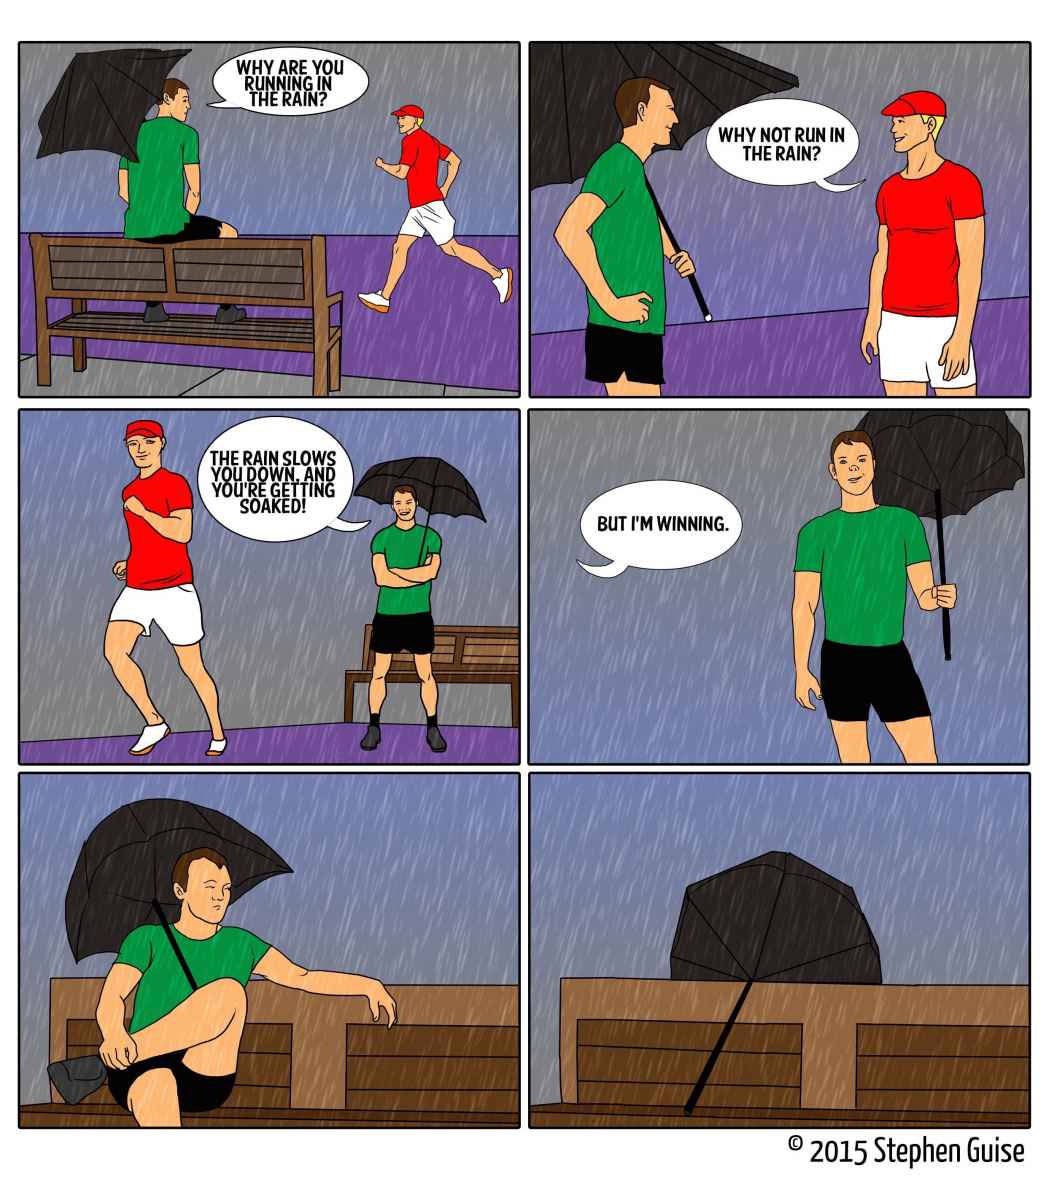 WHY ARE YOU
RUNNING IN
THE RAIN?
WHY NOT RUN IN
THE RAIN?
THE RAIN SLOWS
YOU DOWN, AND
YOU'RE GETTING
SOAKED!
BUT I'M WINNING.
© 2015 Stephen Guise